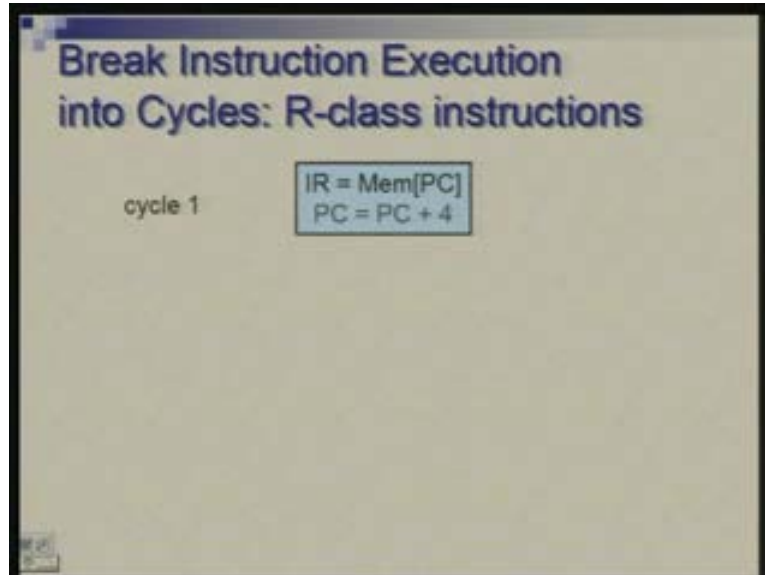 Break Instruction Execution
into Cycles: R-class instructions
cycle 1
IR = Mem[PC]
PC = PC + 4